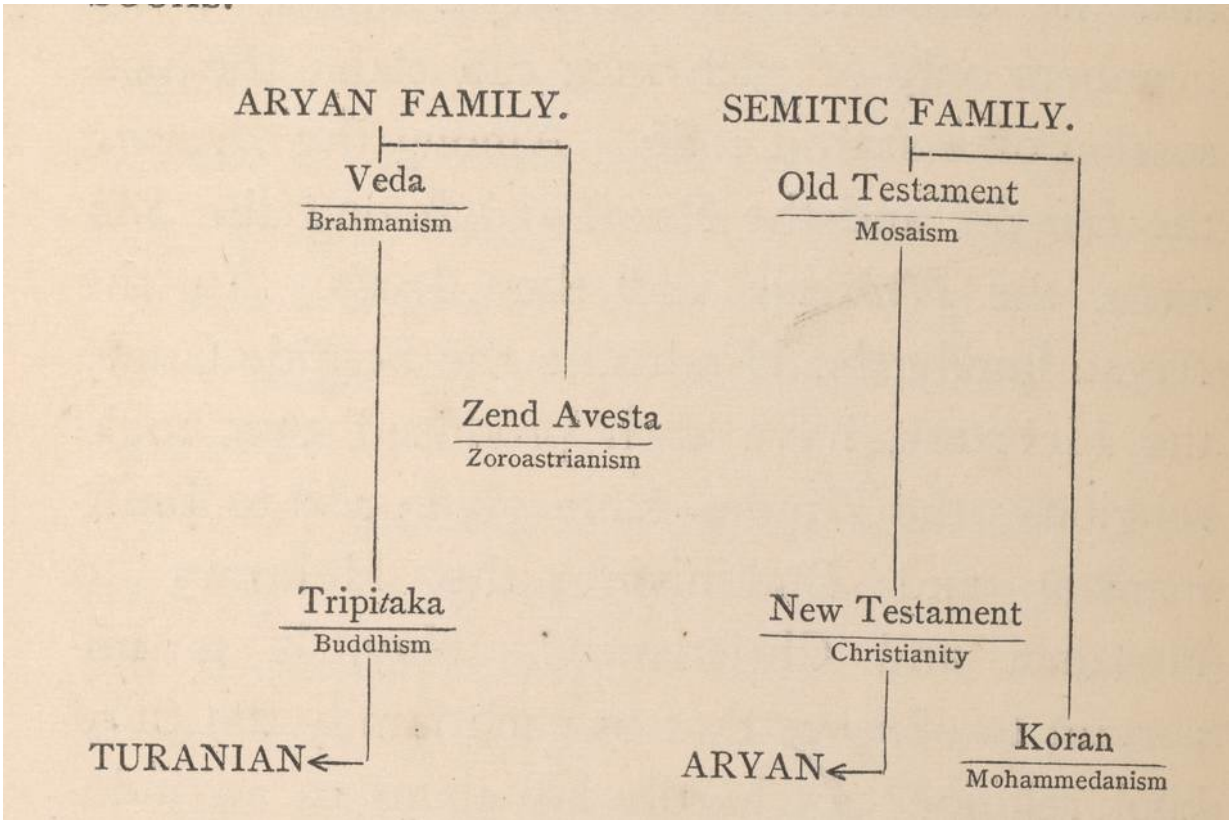 ARYAN FAMILY.
Veda
Brahmanism
Zend Avesta
Zoroastrianism
Tripitaka
Buddhism
TURANIAN
SEMITIC FAMILY.
Old Testament
Mosaism
New Testament
Christianity
ARYAN
Koran
Mohammedanism